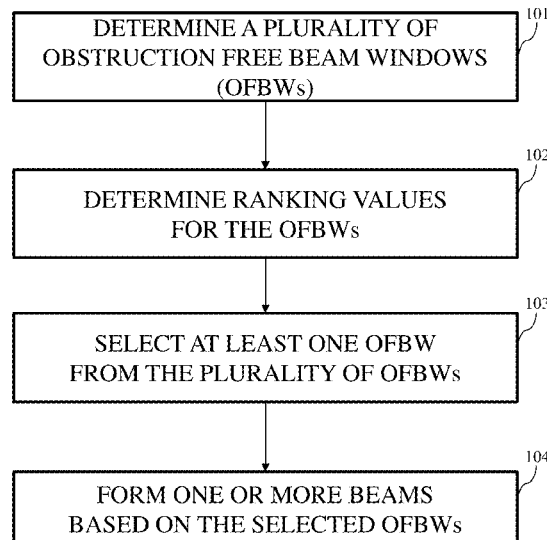 DETERMINE A PLURALITY OF
OBSTRUCTION FREE BEAM WINDOWS
(OFBWs)
101
DETERMINE RANKING VALUES
FOR THE OFBWs
102
SELECT AT LEAST ONE OFBW
FROM THE PLURALITY OF OFBWs
103
FORM ONE OR MORE BEAMS
BASED ON THE SELECTED OFBWs
104